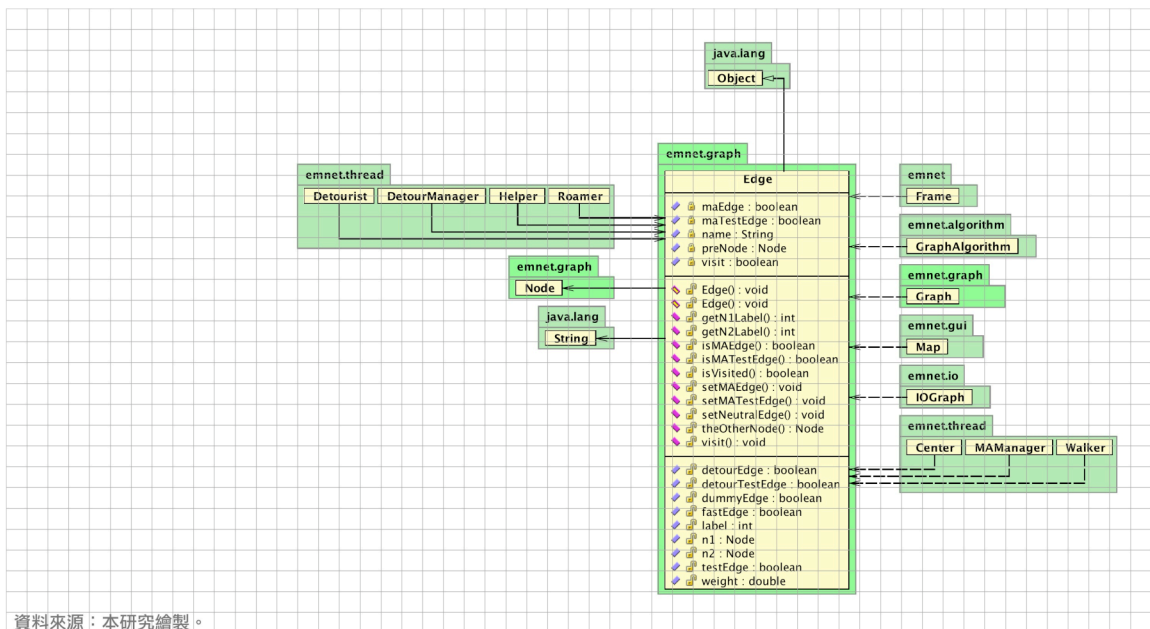 java.lang
Object
emnet.graph
Edge
maEdge : boolean
maTestEdge : boolean
name : String
preNode : Node
visit : boolean
Edge() : void
Edge() : void
getN1Label() : int
getN2Label() : int
isMAEdge() : boolean
isMATestEdge() : boolean
isVisited() : boolean
setMAEdge() : void
setMATestEdge() : void
setNeutralEdge() : void
theOtherNode() : Node
visit() : void
detourEdge : boolean
detourTestEdge : boolean
dummyEdge : boolean
fastEdge : boolean
label : int
n1 : Node
n2 : Node
testEdge : boolean
weight : double
emnet.thread
Detourist DetourManager Helper Roamer
emnet.graph
Node
java.lang
String
emnet
Frame
emnet.algorithm
GraphAlgorithm
emnet.graph
Graph
emnet.gui
Map
emnet.io
IOGraph
emnet.thread
Center MAManager Walker
資料來源：本研究繪製。